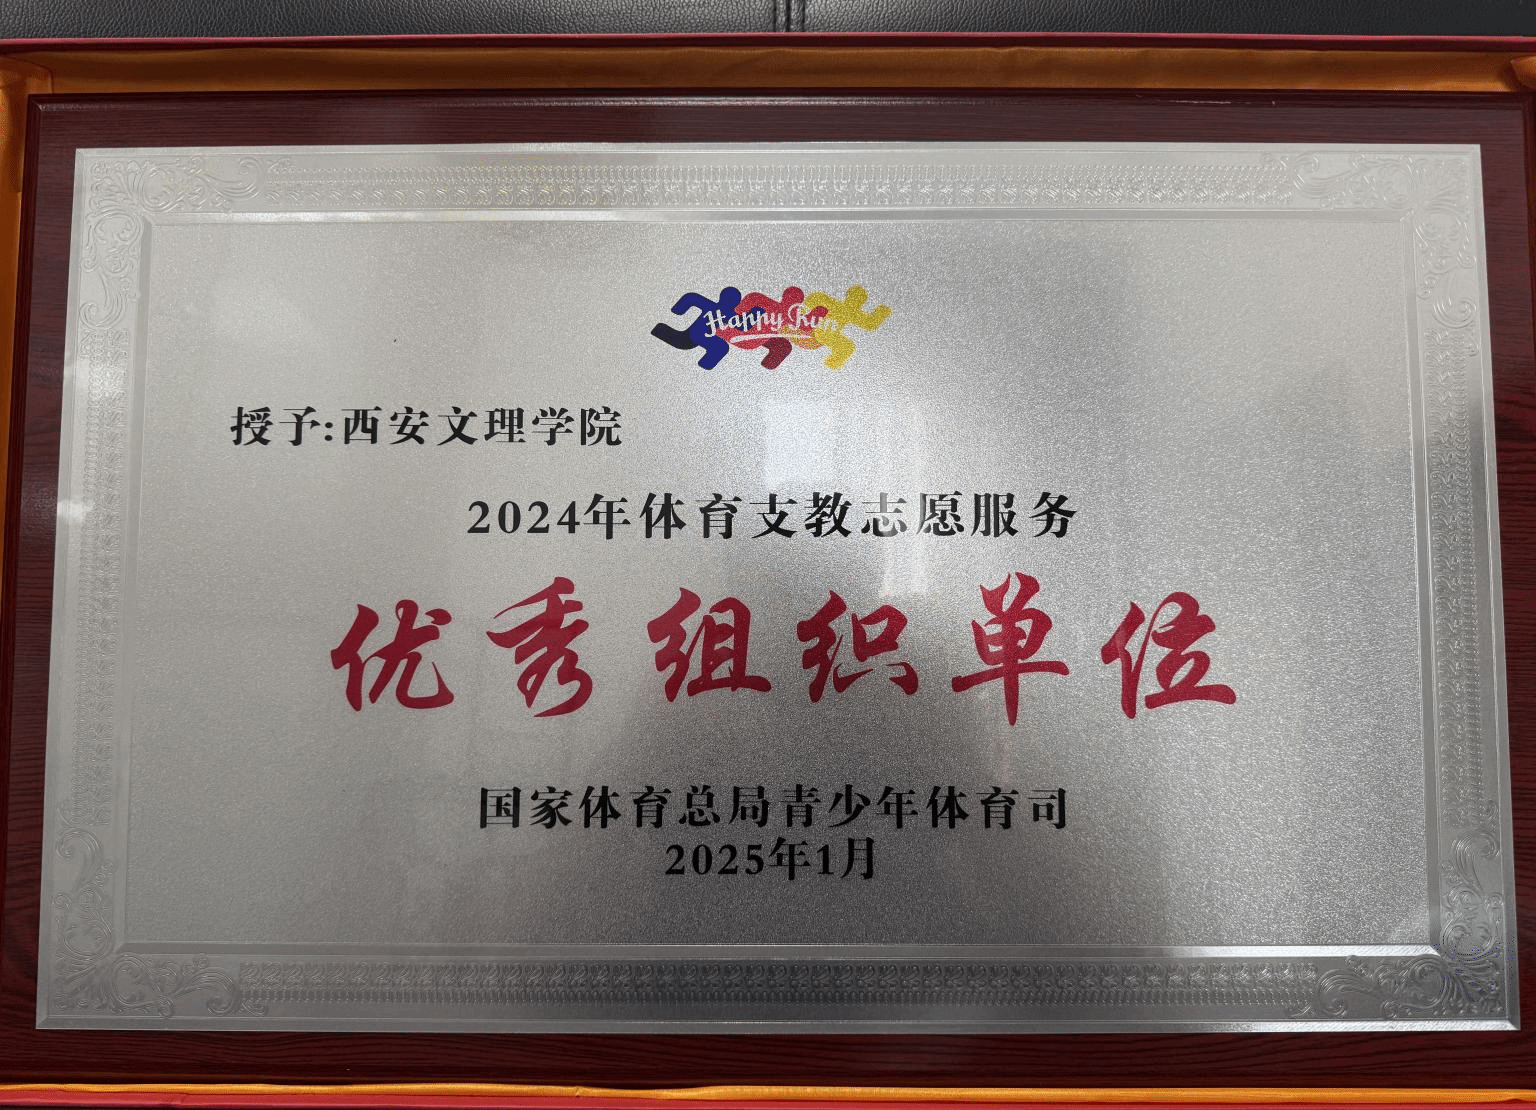 Happy Run
授予:西安文理学院
2024年体育支教志愿服务
优秀组织单位
国家体育总局青少年体育司
2025年1月